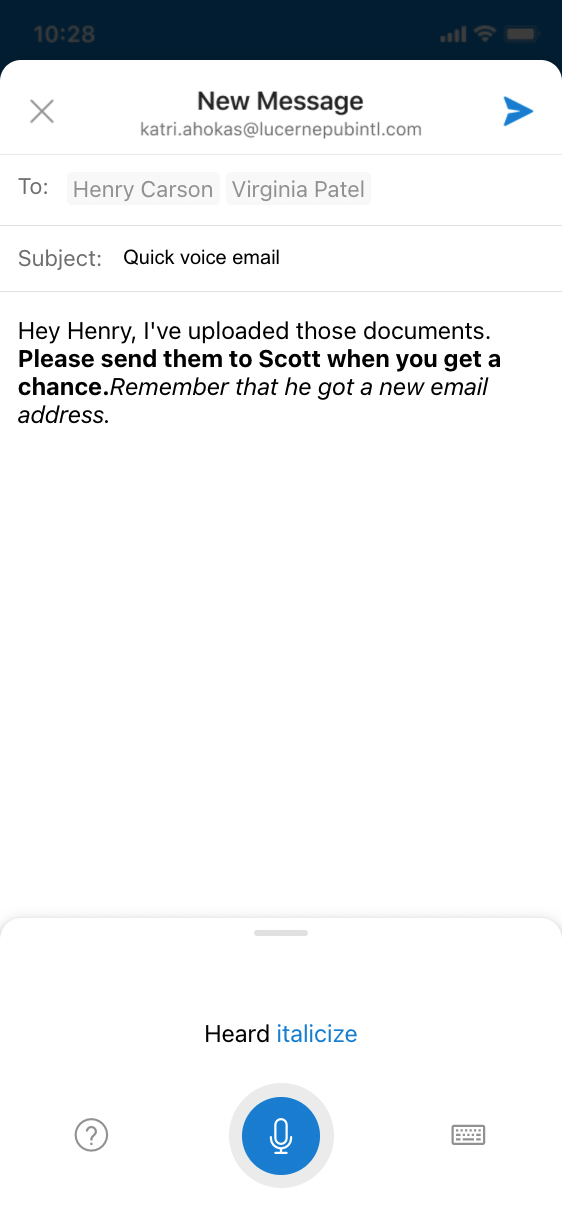 10:28
New Message
katri.ahokas@lucernepubintl.com
To: Henry Carson Virginia Patel
Subject: Quick voice email
Hey Henry, I've uploaded those documents.
Please send them to Scott when you get a
chance.Remember that he got a new email
address.
Heard italicize
?